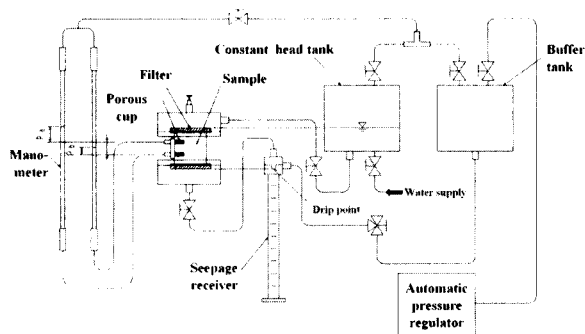 Constant head tank
Buffer
tank
Filter
Sample
Porous
cup
Mano-
meter
Water supply
Drip point
Seepage
receiver
Automatic
pressure
regulator